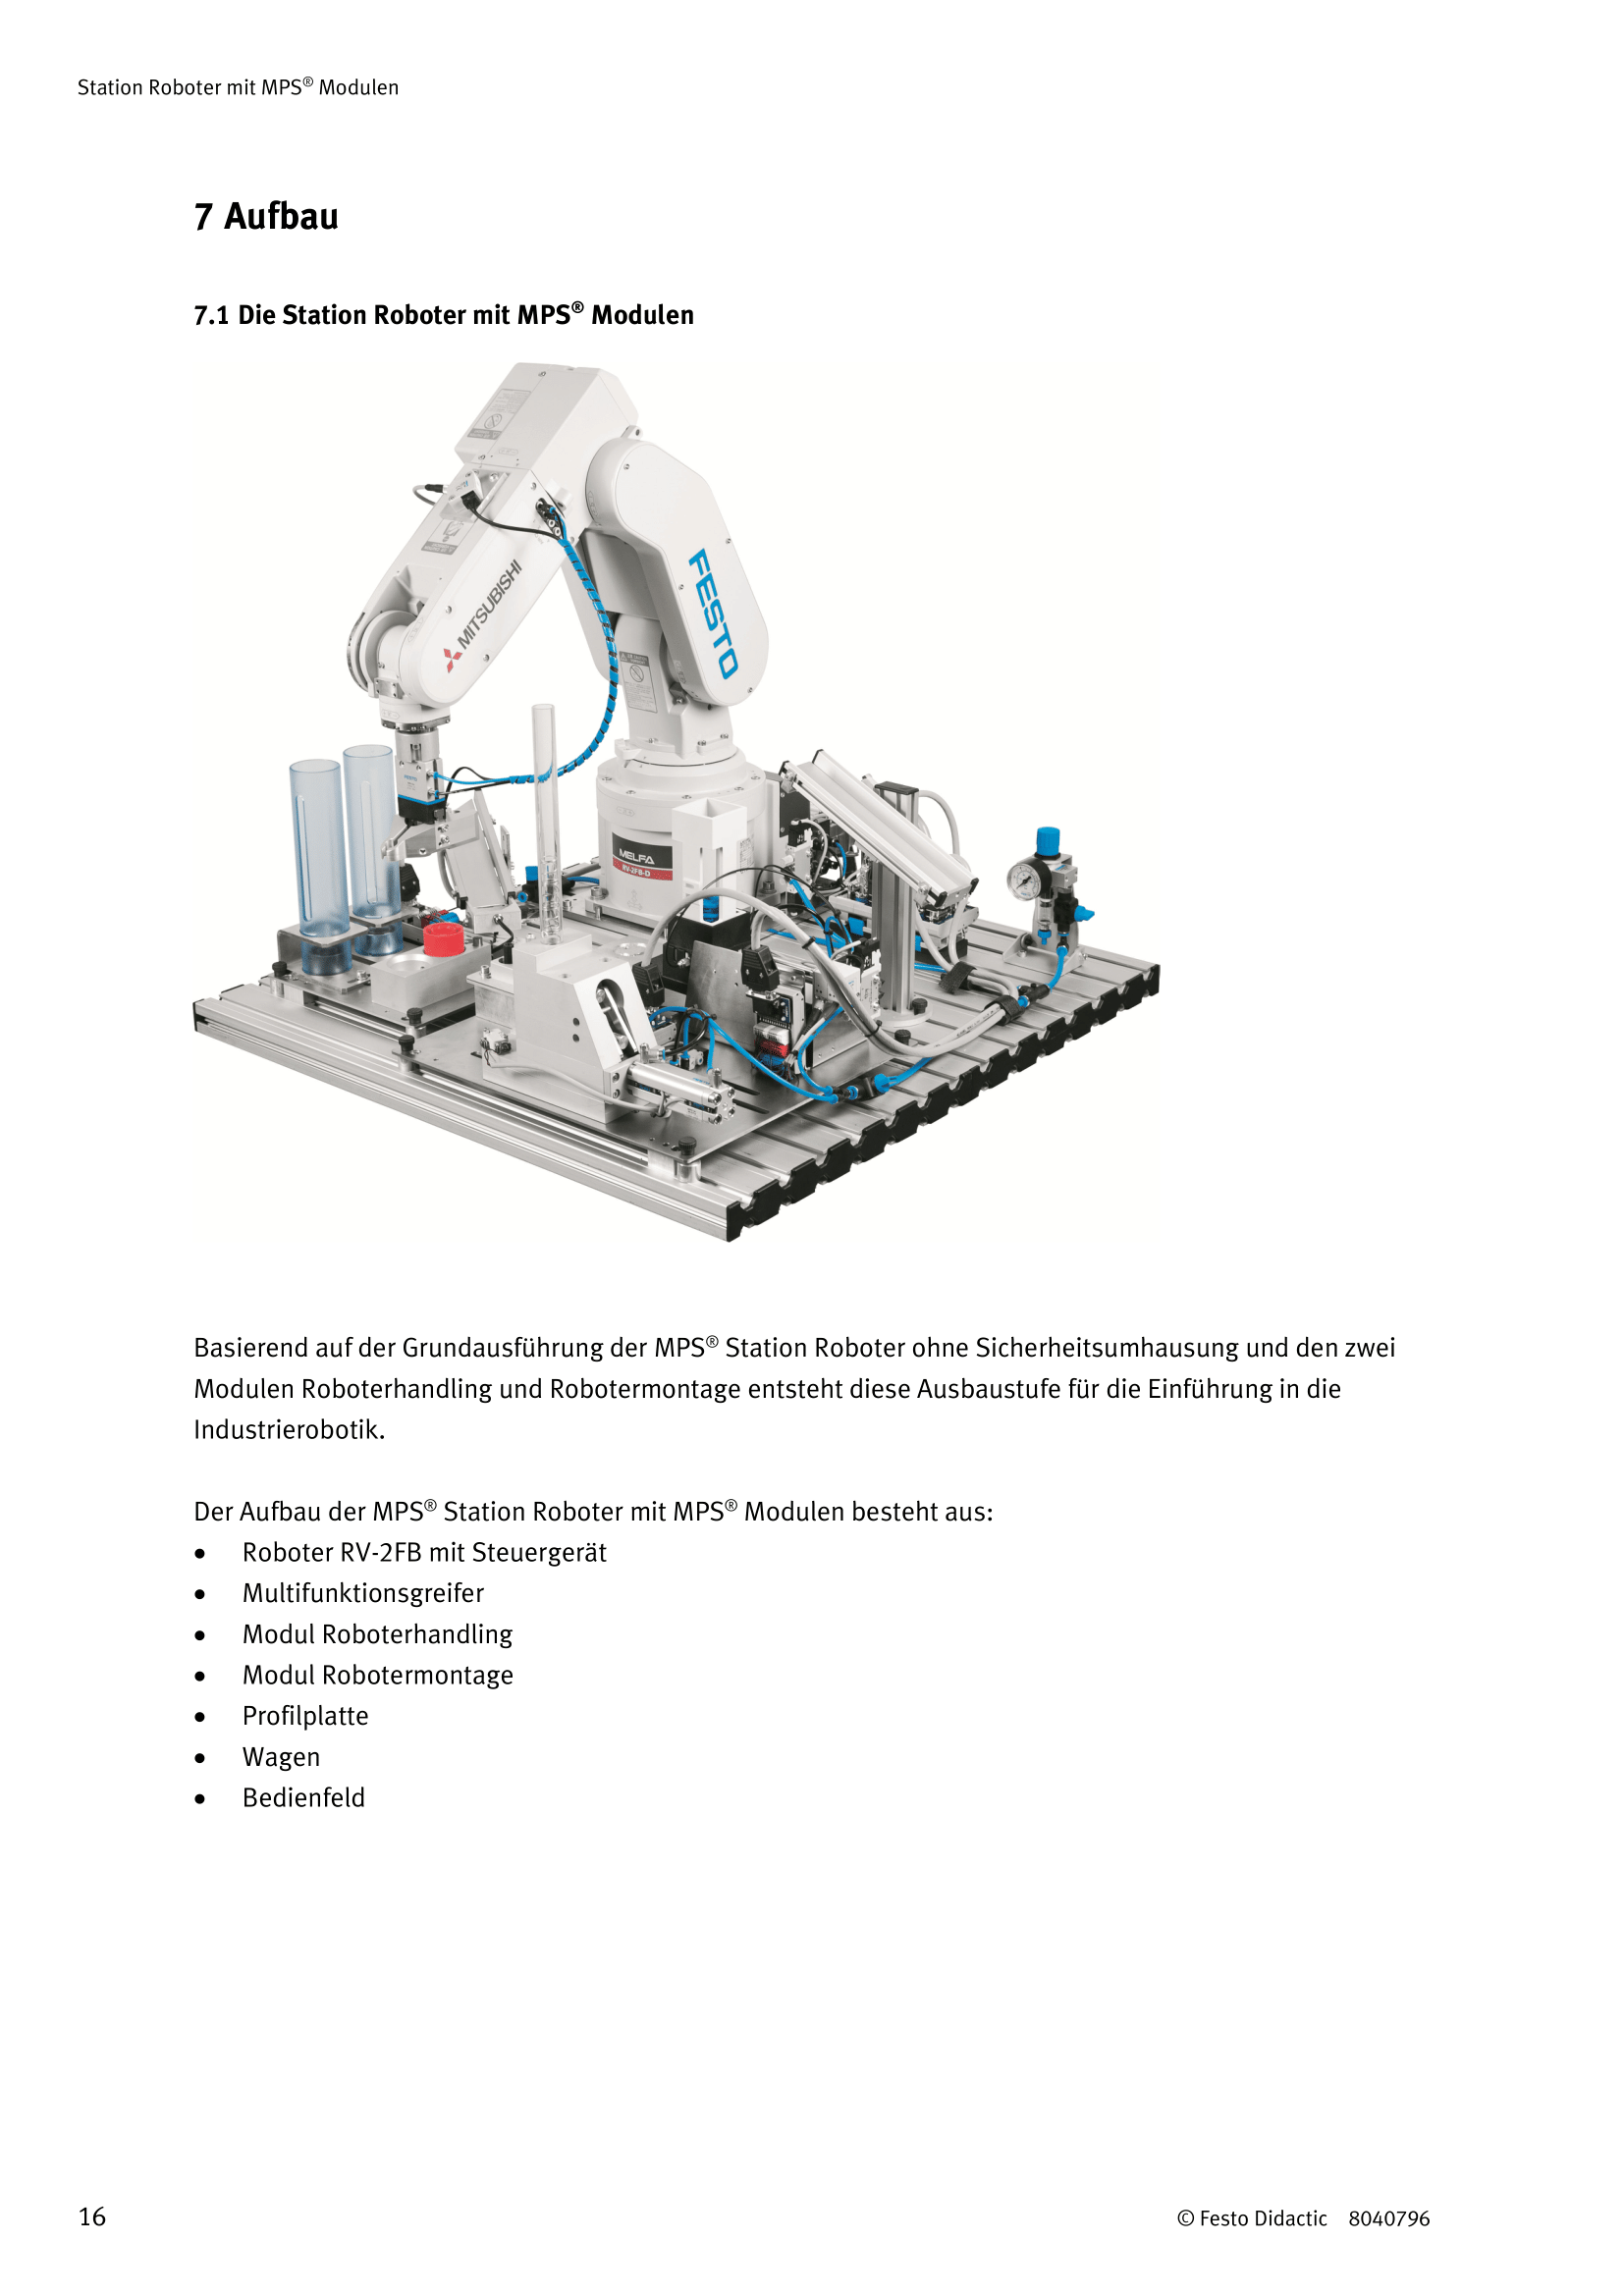 Station Roboter mit MPS® Modulen
7 Aufbau
7.1 Die Station Roboter mit MPS® Modulen
MITSUBISHI
FESTO
MELFA
RV-2FB-D
Basierend auf der Grundausführung der MPS® Station Roboter ohne Sicherheitsumhausung und den zwei
Modulen Roboterhandling und Robotermontage entsteht diese Ausbaustufe für die Einführung in die
Industrierobotik.
Der Aufbau der MPS® Station Roboter mit MPS® Modulen besteht aus:
• Roboter RV-2FB mit Steuergerät
• Multifunktionsgreifer
• Modul Roboterhandling
• Modul Robotermontage
• Profilplatte
• Wagen
• Bedienfeld
16
© Festo Didactic 8040796